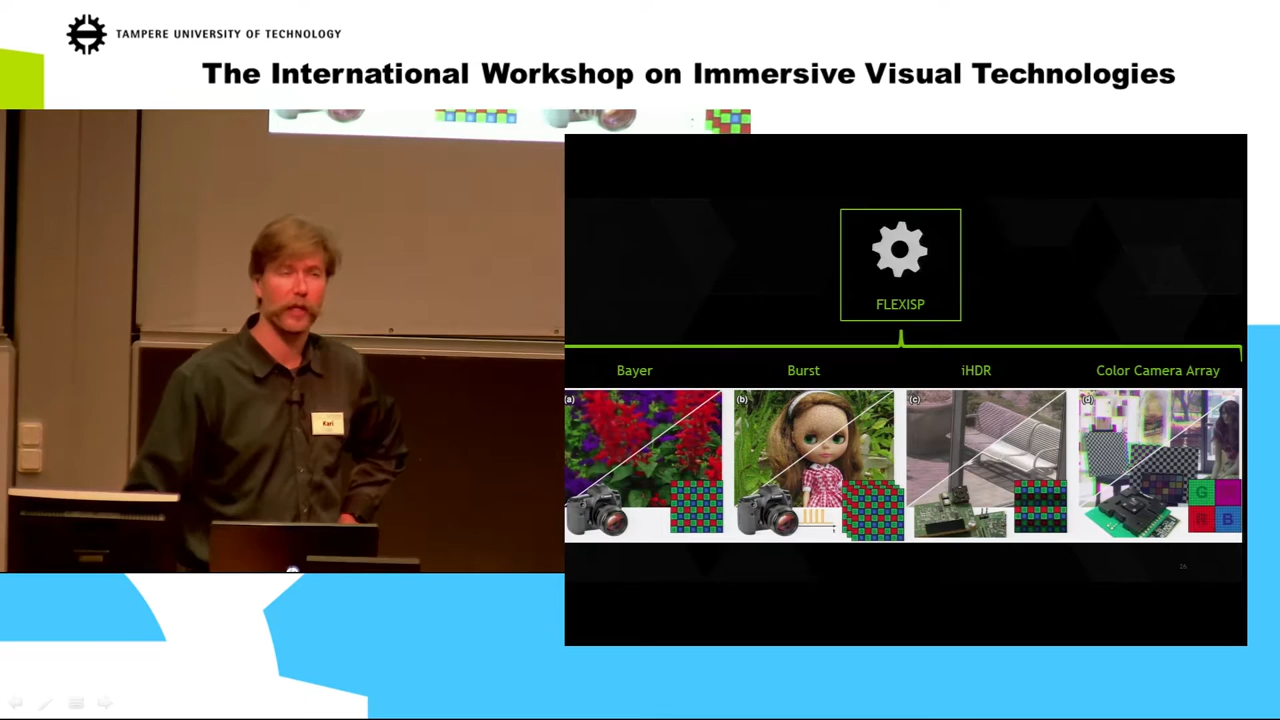 TAMPERE UNIVERSITY OF TECHNOLOGY
The International Workshop on Immersive Visual Technologies
FLEXISP
Bayer
Burst
iHDR
Color Camera Array
(a)
(b)
(c)
(d)
G
R
B
Kari
26